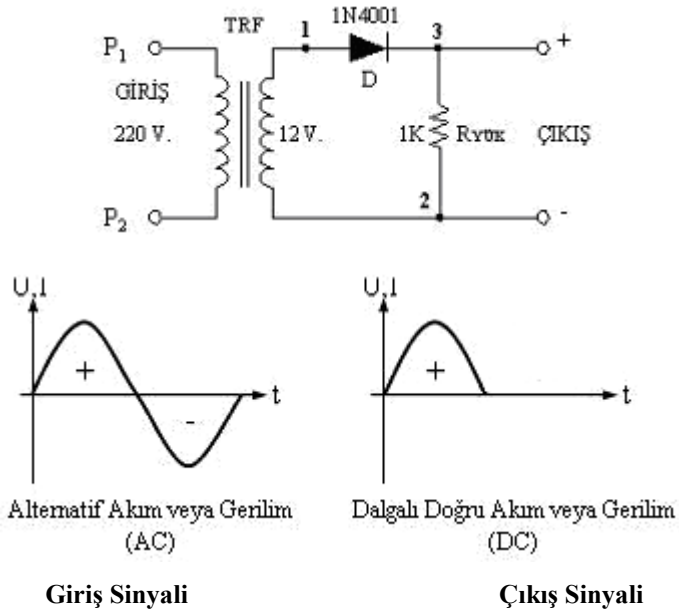 1N4001
TRF
1
3
P1
+
D
GİRİŞ
220 V.
12 V.
1K
RYÜK
ÇIKIŞ
2
P2
-
U,I
U,I
+
+
t
t
-
Alternatif Akım veya Gerilim
(AC)
Dalgalı Doğru Akım veya Gerilim
(DC)
Giriş Sinyali
Çıkış Sinyali